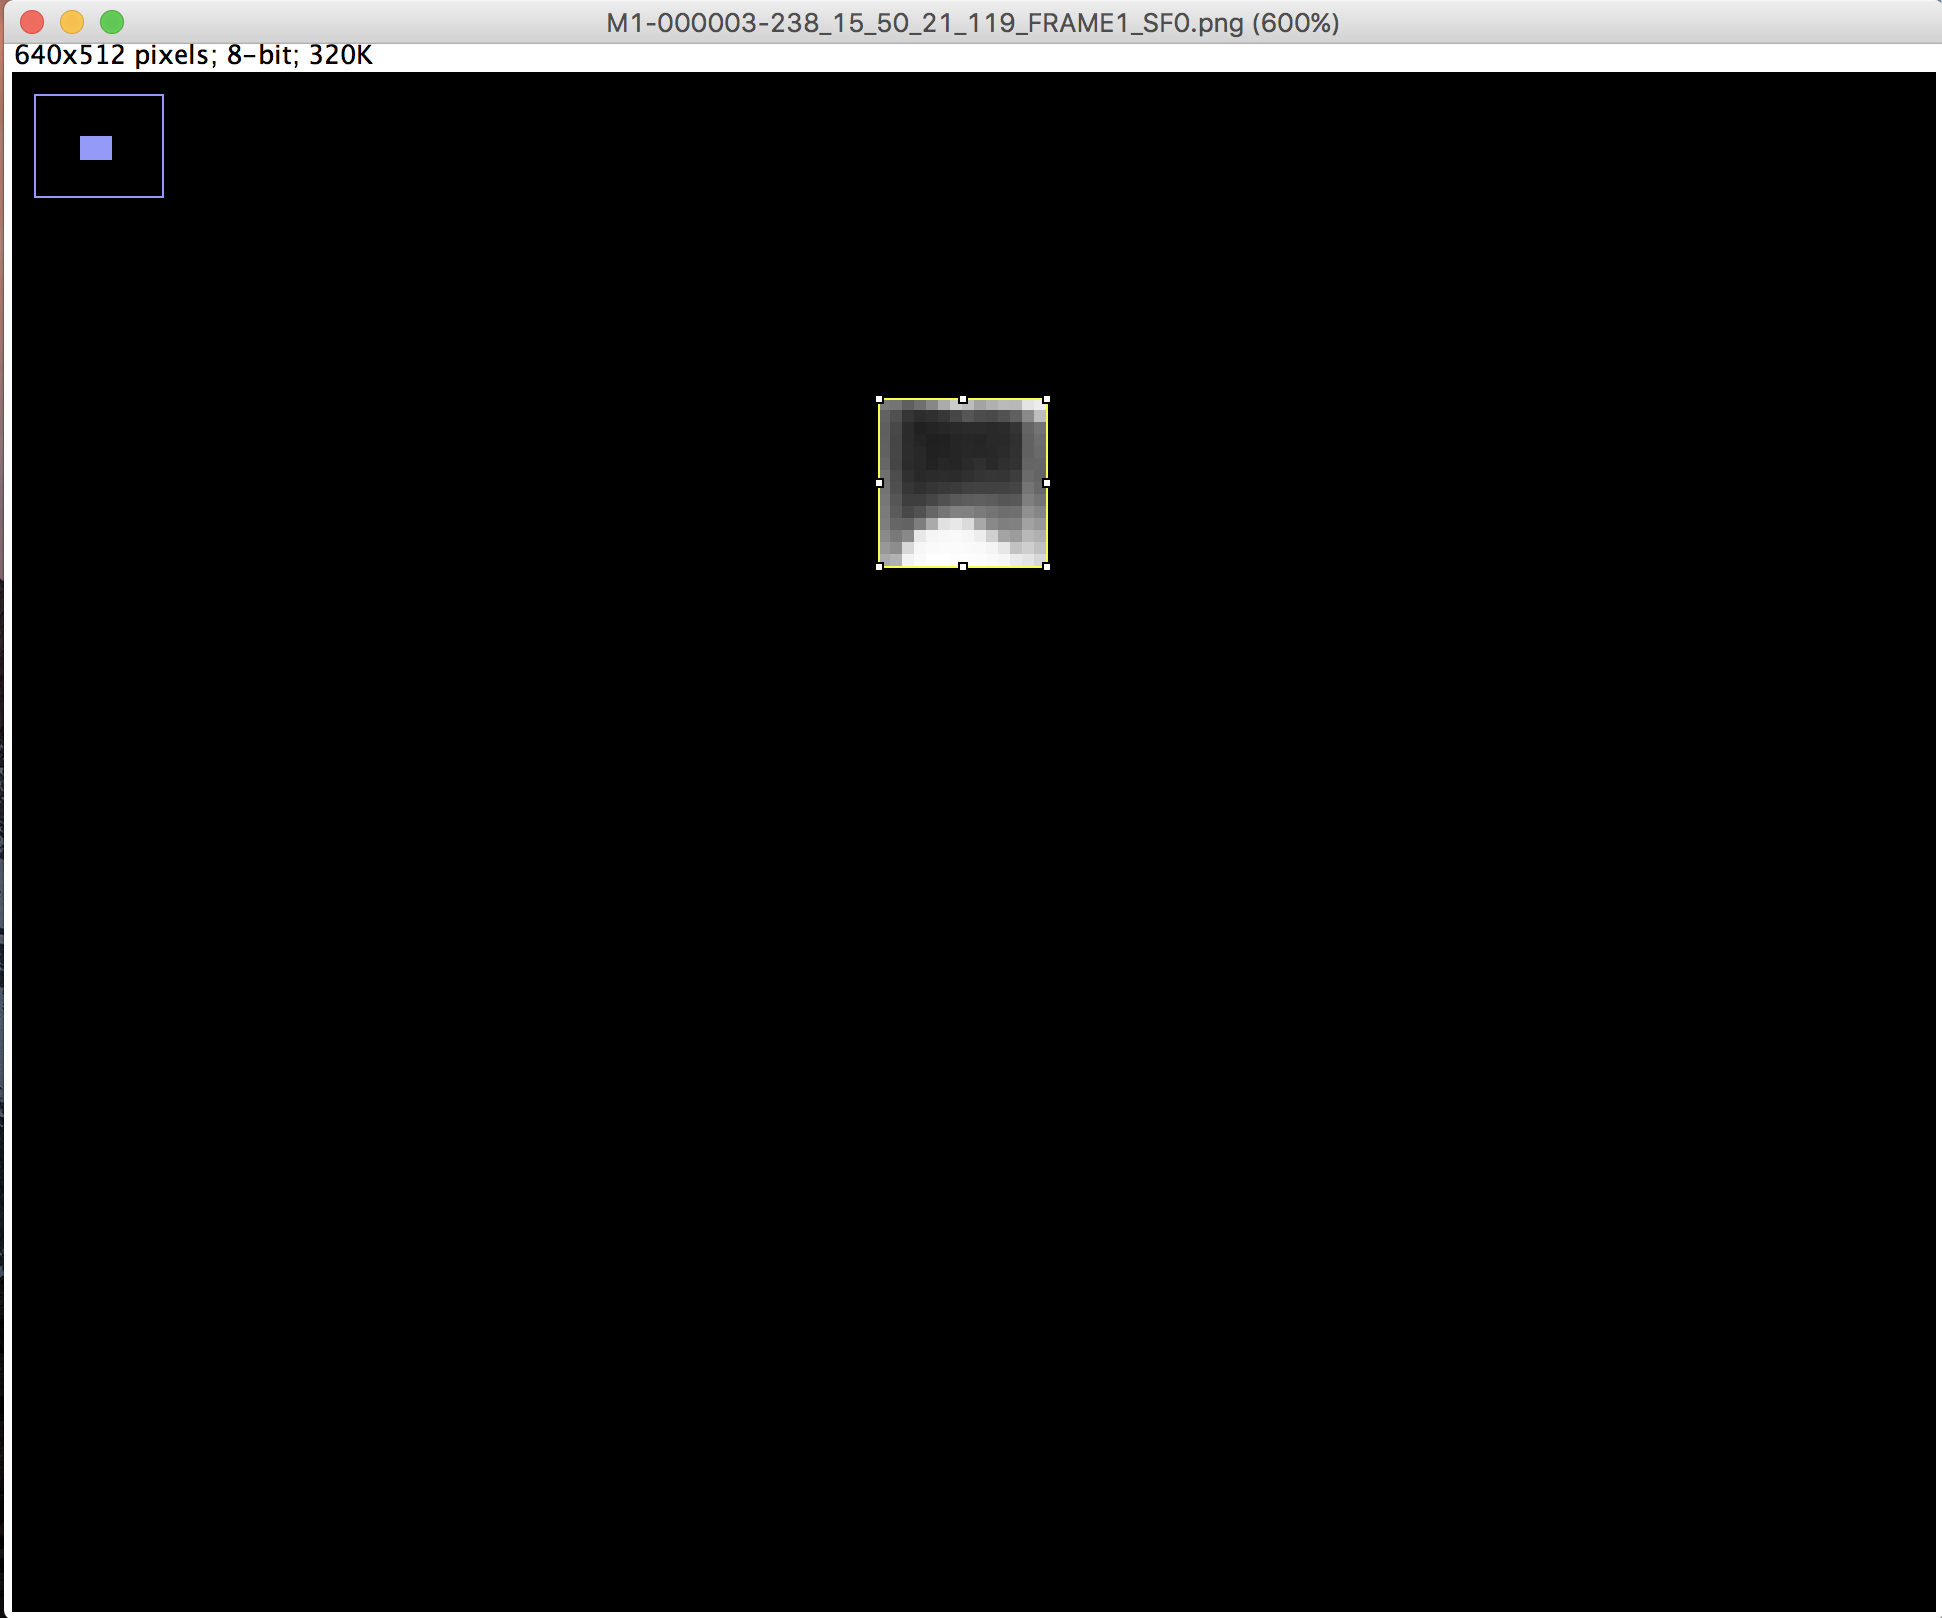 M1-000003-238_15_50_21_119_FRAME1_SF0.png (600%)
640x512 pixels; 8-bit; 320K